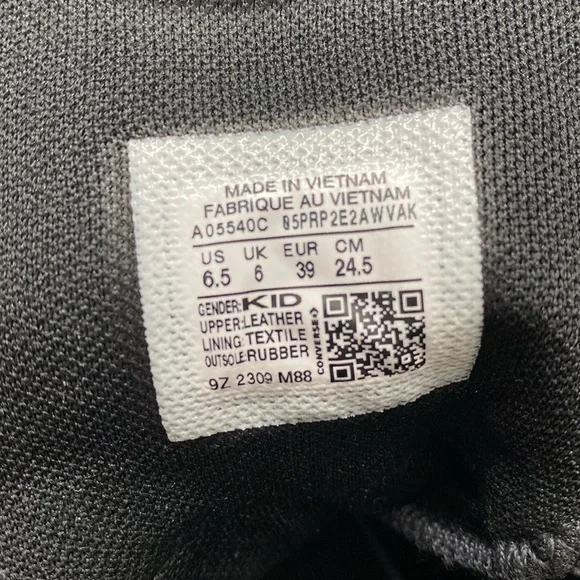 MADE IN VIETNAM
FABRIQUE AU VIETNAM
A05540C 05PRP2E2AWVAK
US UK EUR CM
6.5 6 39 24.5
GENDER:KID
UPPER:LEATHER
LINING:TEXTILE
OUTSOLE:RUBBER
CONVERSE
9Z 2309 M88